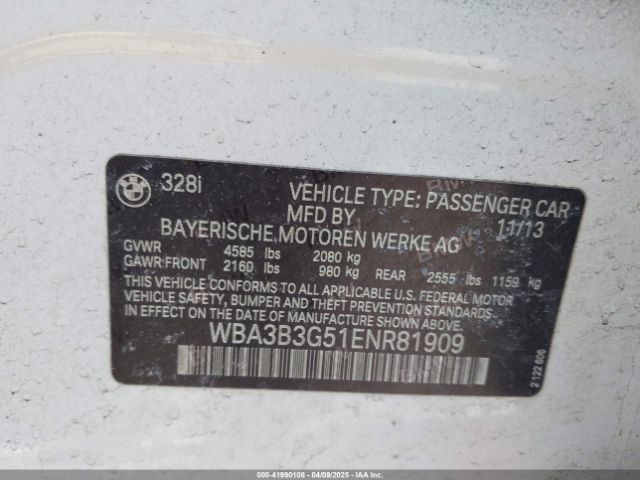 328i
VEHICLE TYPE: PASSENGER CAR
MFD BY 11/13
BAYERISCHE MOTOREN WERKE AG
GVWR 4585 lbs 2080 kg
GAWR FRONT 2160 lbs 980 kg REAR 2555 lbs 1159 kg
THIS VEHICLE CONFORMS TO ALL APPLICABLE U.S. FEDERAL MOTOR
VEHICLE SAFETY, BUMPER AND THEFT PREVENTION STANDARDS
IN EFFECT ON THE DATE OF MANUFACTURE SHOWN ABOVE.
WBA3B3G51ENR81909
2 122 606
000-41990108 - 04/09/2025 - IAA, Inc.